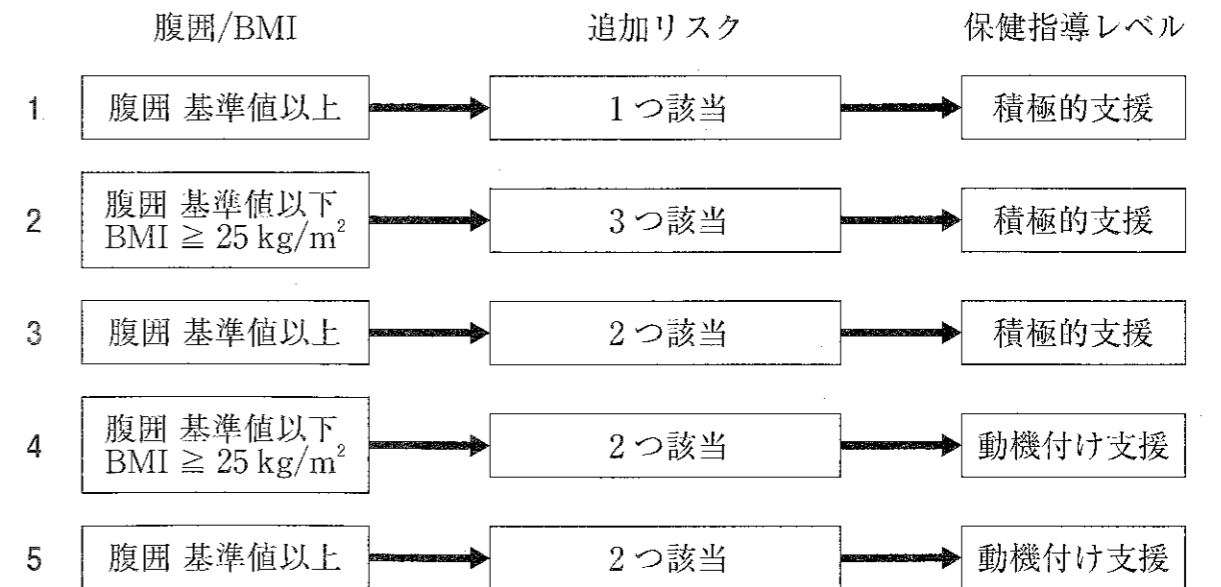 腹囲/BMI 追加リスク 保健指導レベル
1 腹囲 基準値以上 1つ該当 積極的支援
2 腹囲 基準値以下 BMI ≧ 25 kg/m² 3つ該当 積極的支援
3 腹囲 基準値以上 2つ該当 積極的支援
4 腹囲 基準値以下 BMI ≧ 25 kg/m² 2つ該当 動機付け支援
5 腹囲 基準値以上 2つ該当 動機付け支援